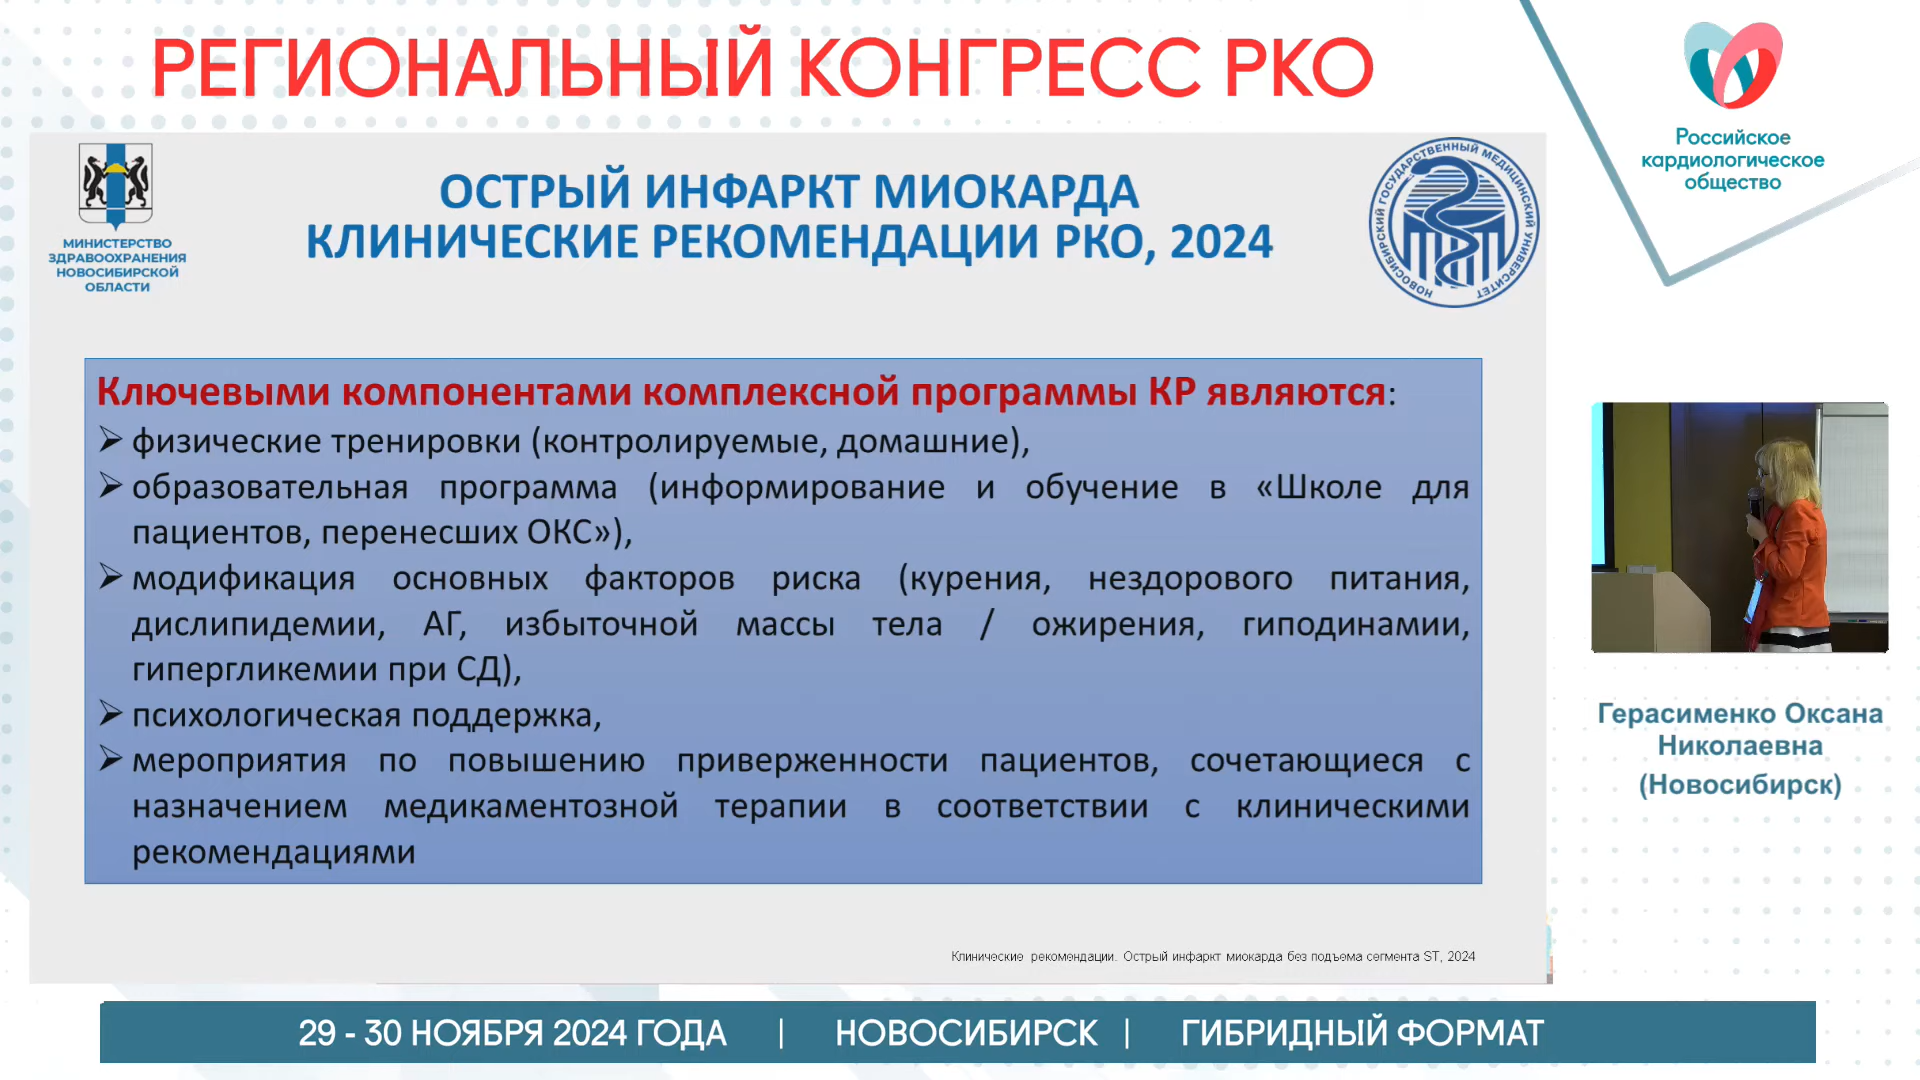 РЕГИОНАЛЬНЫЙ КОНГРЕСС РКО
Российское
кардиологическое
общество
МИНИСТЕРСТВО
ЗДРАВООХРАНЕНИЯ
НОВОСИБИРСКОЙ
ОБЛАСТИ
ОСТРЫЙ ИНФАРКТ МИОКАРДА
КЛИНИЧЕСКИЕ РЕКОМЕНДАЦИИ РКО, 2024
НОВОСИБИРСКИЙ ГОСУДАРСТВЕННЫЙ МЕДИЦИНСКИЙ УНИВЕРСИТЕТ
Ключевыми компонентами комплексной программы КР являются:
➢ физические тренировки (контролируемые, домашние),
➢ образовательная программа (информирование и обучение в «Школе для
пациентов, перенесших ОКС»),
➢ модификация основных факторов риска (курения, нездорового питания,
дислипидемии, АГ, избыточной массы тела / ожирения, гиподинамии,
гипергликемии при СД),
➢ психологическая поддержка,
➢ мероприятия по повышению приверженности пациентов, сочетающиеся с
назначением медикаментозной терапии в соответствии с клиническими
рекомендациями
Клинические рекомендации. Острый инфаркт миокарда без подъема сегмента ST, 2024
Герасименко Оксана
Николаевна
(Новосибирск)
29 - 30 НОЯБРЯ 2024 ГОДА | НОВОСИБИРСК | ГИБРИДНЫЙ ФОРМАТ